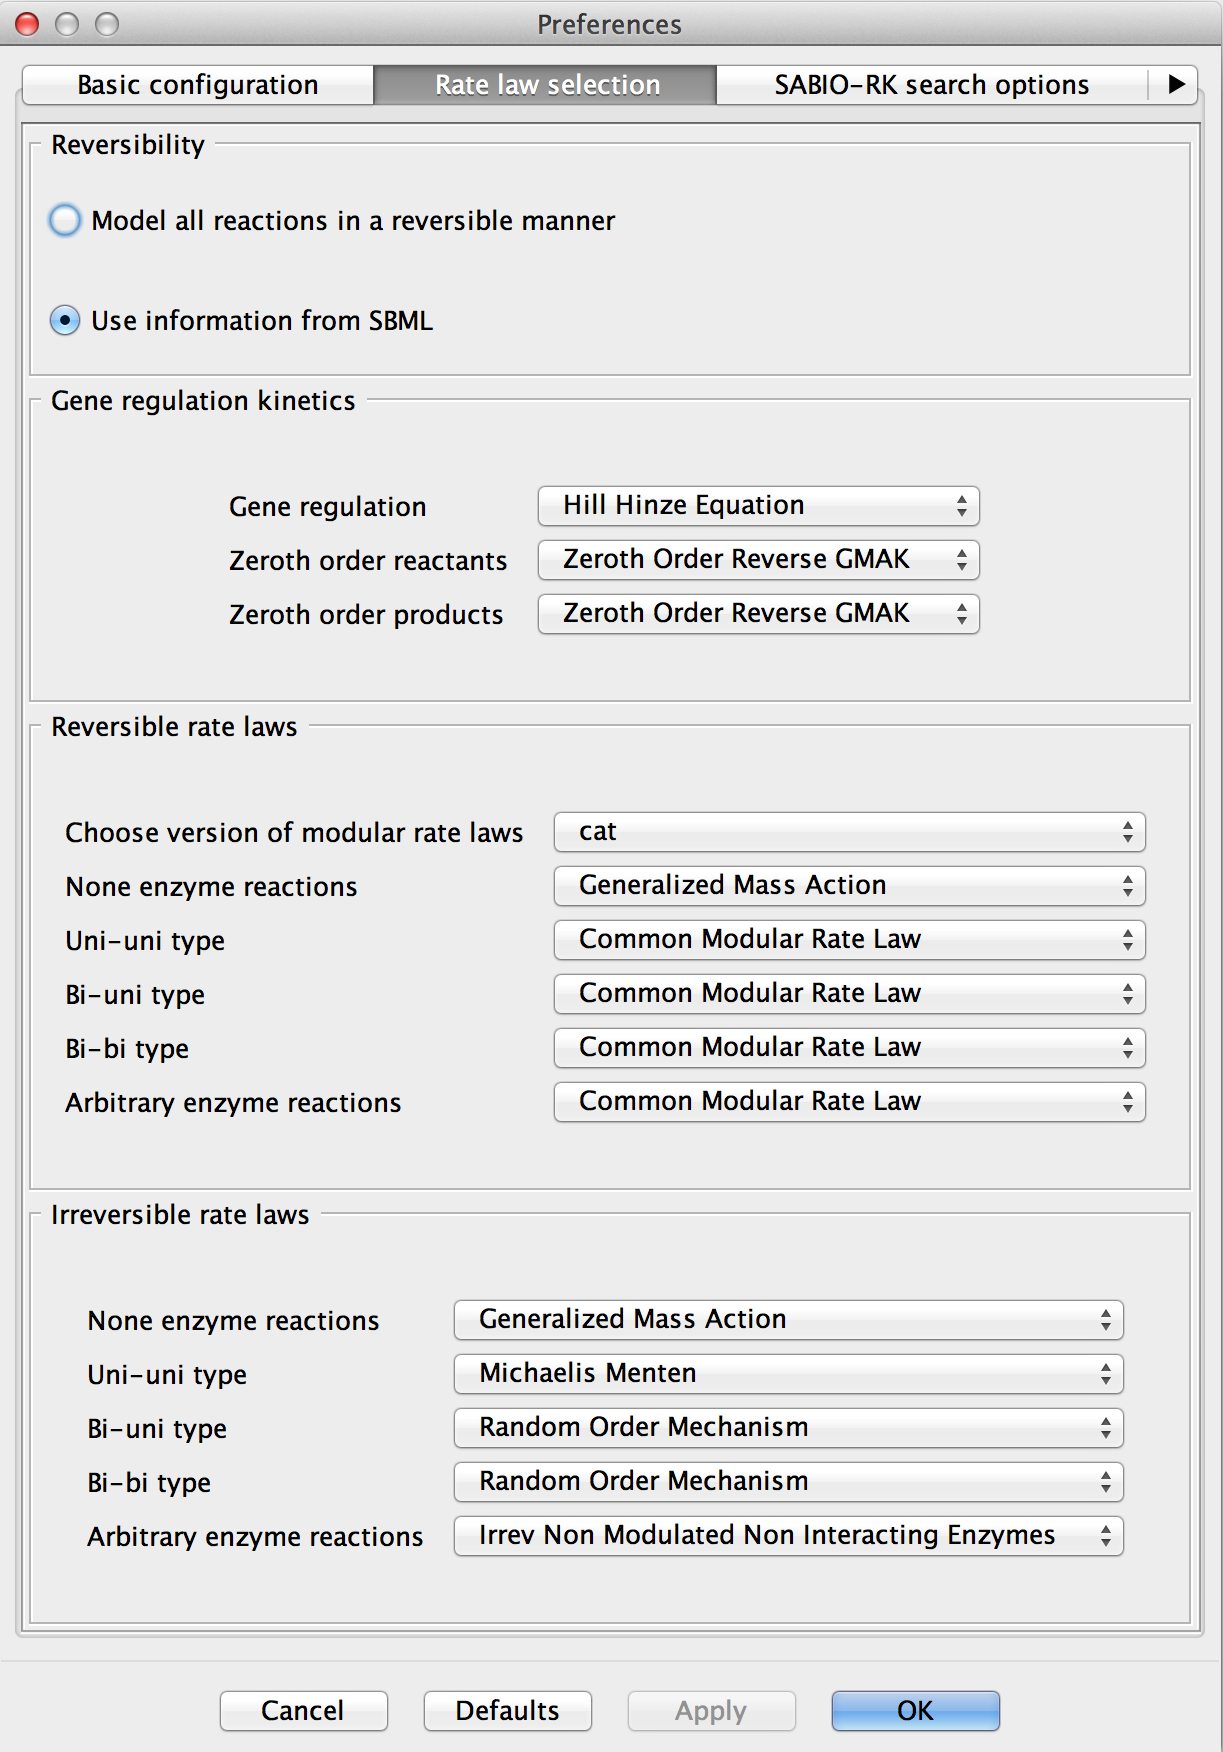 Preferences
Basic configuration Rate law selection SABIO-RK search options
Reversibility
Model all reactions in a reversible manner
Use information from SBML
Gene regulation kinetics
Gene regulation Hill Hinze Equation
Zeroth order reactants Zeroth Order Reverse GMAK
Zeroth order products Zeroth Order Reverse GMAK
Reversible rate laws
Choose version of modular rate laws cat
None enzyme reactions Generalized Mass Action
Uni-uni type Common Modular Rate Law
Bi-uni type Common Modular Rate Law
Bi-bi type Common Modular Rate Law
Arbitrary enzyme reactions Common Modular Rate Law
Irreversible rate laws
None enzyme reactions Generalized Mass Action
Uni-uni type Michaelis Menten
Bi-uni type Random Order Mechanism
Bi-bi type Random Order Mechanism
Arbitrary enzyme reactions Irrev Non Modulated Non Interacting Enzymes
Cancel Defaults Apply OK